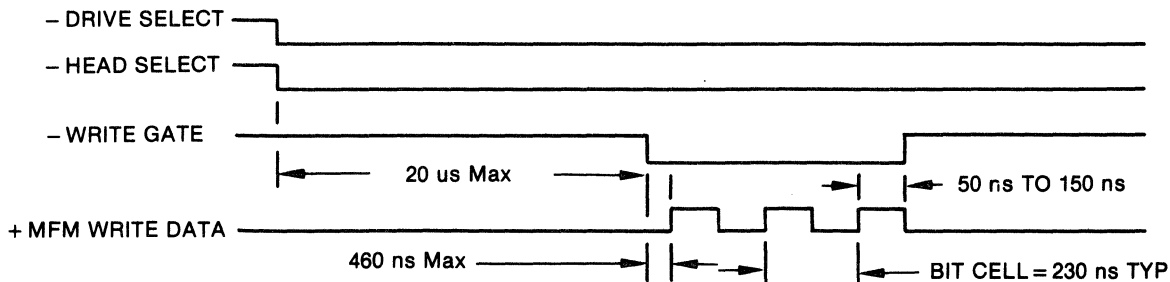 – DRIVE SELECT
– HEAD SELECT
– WRITE GATE
20 us Max
50 ns TO 150 ns
+ MFM WRITE DATA
460 ns Max
BIT CELL = 230 ns TYP